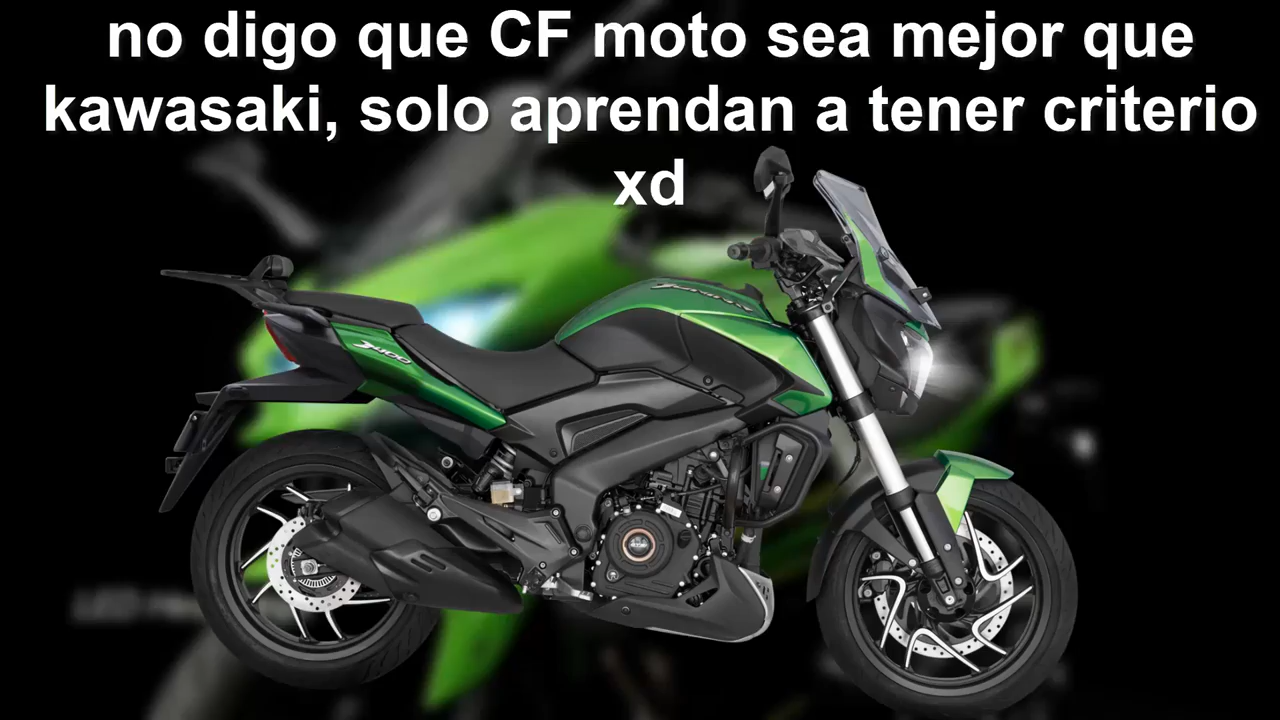 no digo que CF moto sea mejor que
kawasaki, solo aprendan a tener criterio
xd